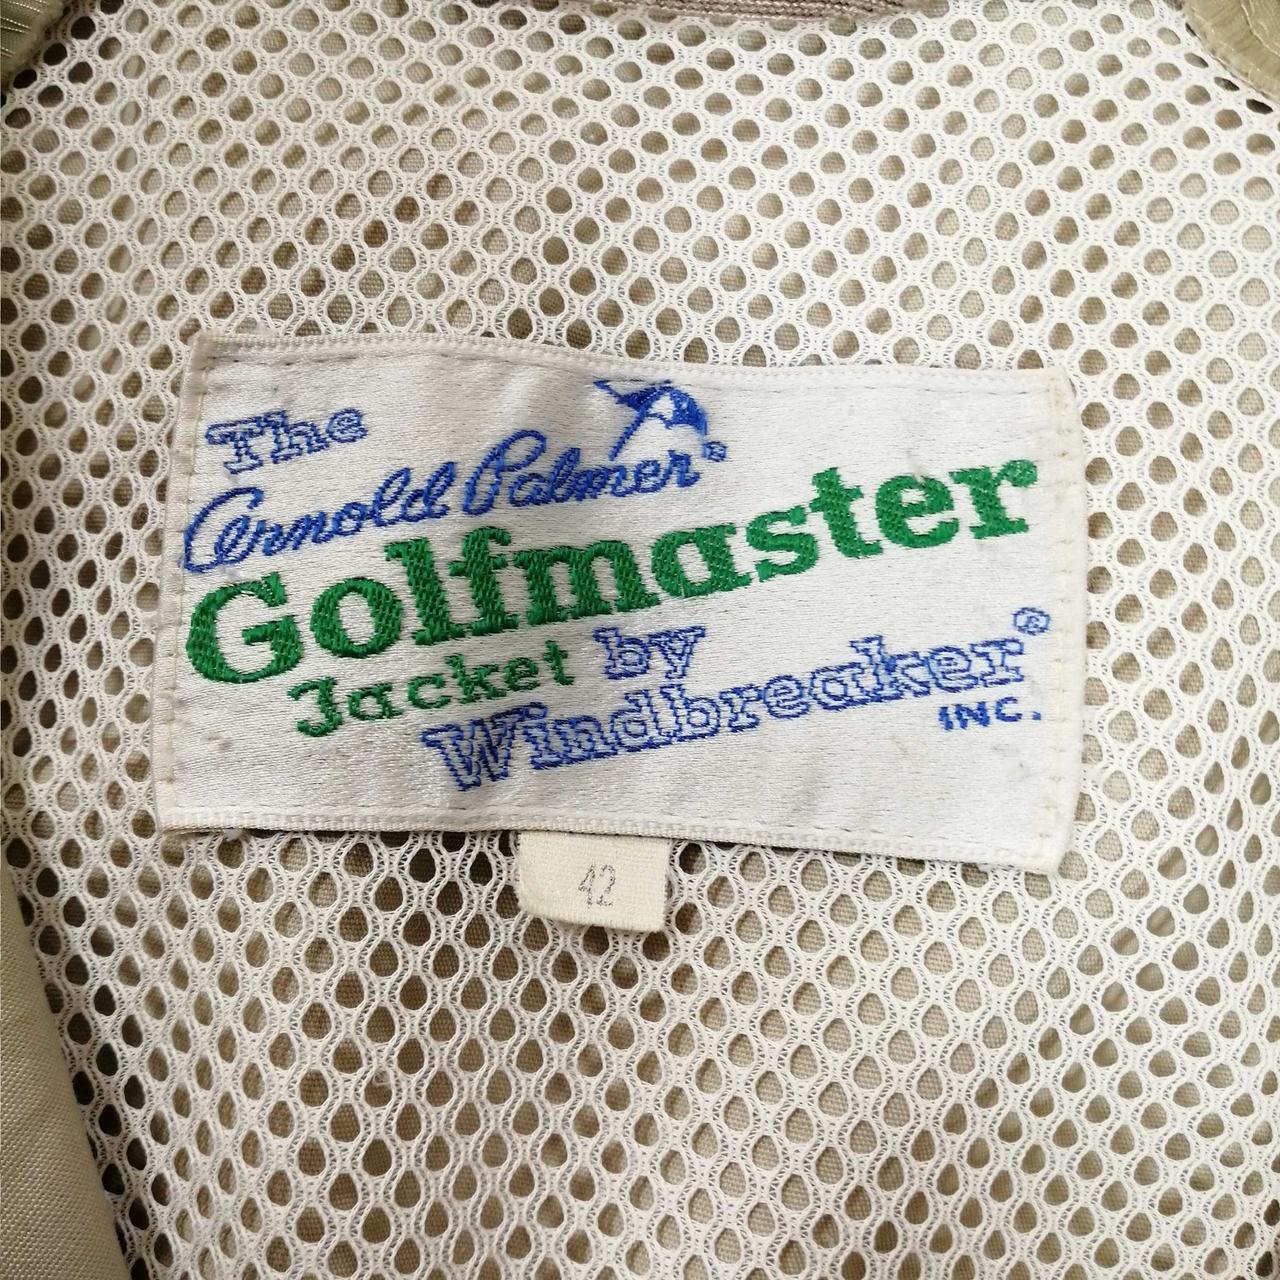 The
Arnold Palmer®
Golfmaster
Jacket by
Windbreaker®
INC.
42